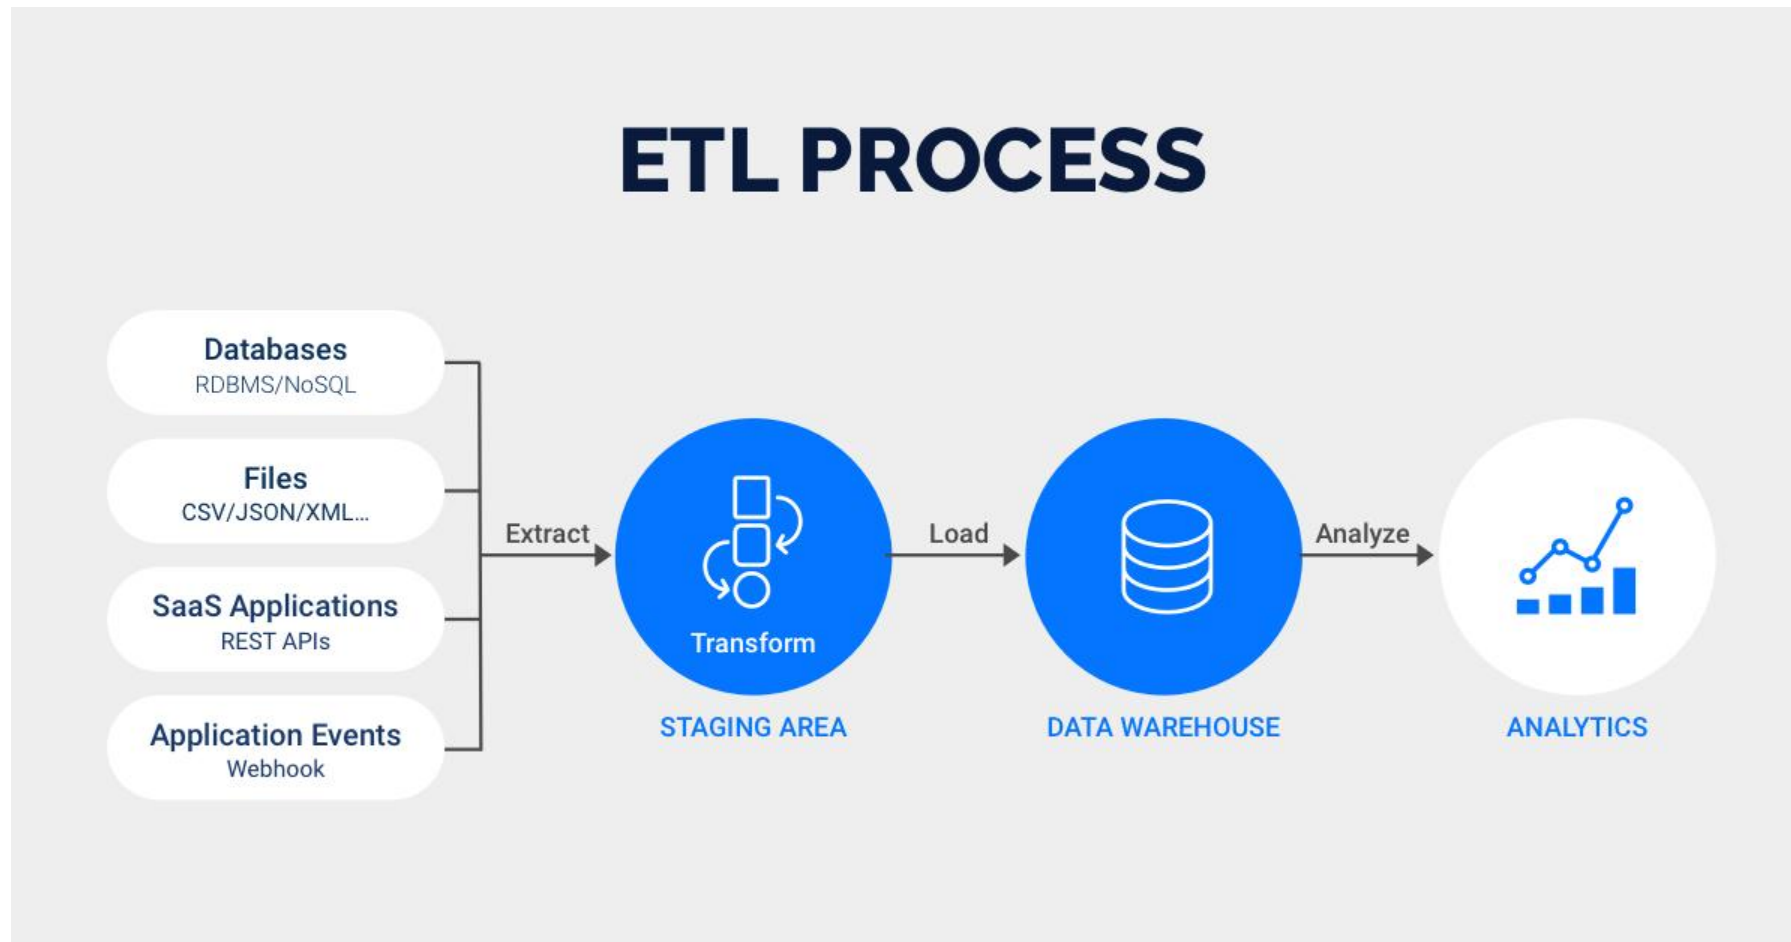 ETL PROCESS
Databases
RDBMS/NoSQL
Files
CSV/JSON/XML...
SaaS Applications
REST APIs
Application Events
Webhook
Extract
Transform
STAGING AREA
Load
DATA WAREHOUSE
Analyze
ANALYTICS